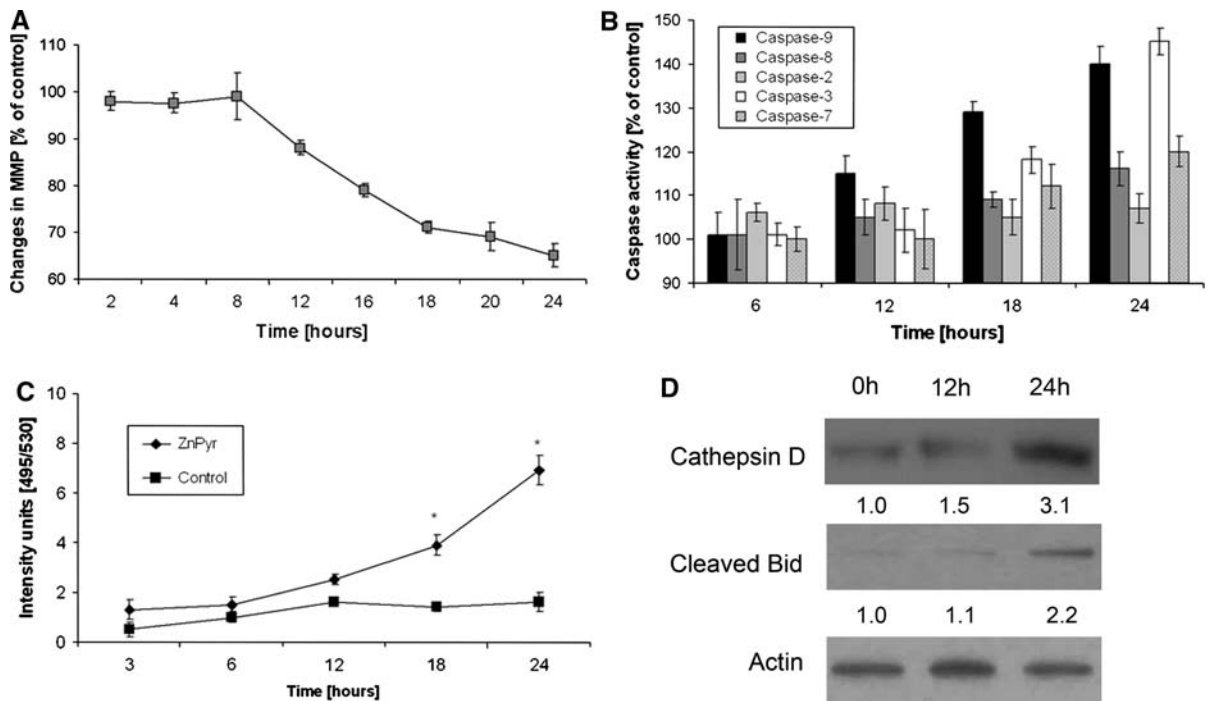 A
Changes in MMP [% of control]
100
90
80
70
60
2 4 8 12 16 18 20 24
Time [hours]
B
Caspase activity [% of control]
150
140
130
120
110
100
90
Caspase-9
Caspase-8
Caspase-2
Caspase-3
Caspase-7
6 12 18 24
Time [hours]
C
Intensity units [495/530]
10
8
6
4
2
0
ZnPyr
Control
*
*
3 6 12 18 24
Time [hours]
D
0h 12h 24h
Cathepsin D
1.0 1.5 3.1
Cleaved Bid
1.0 1.1 2.2
Actin